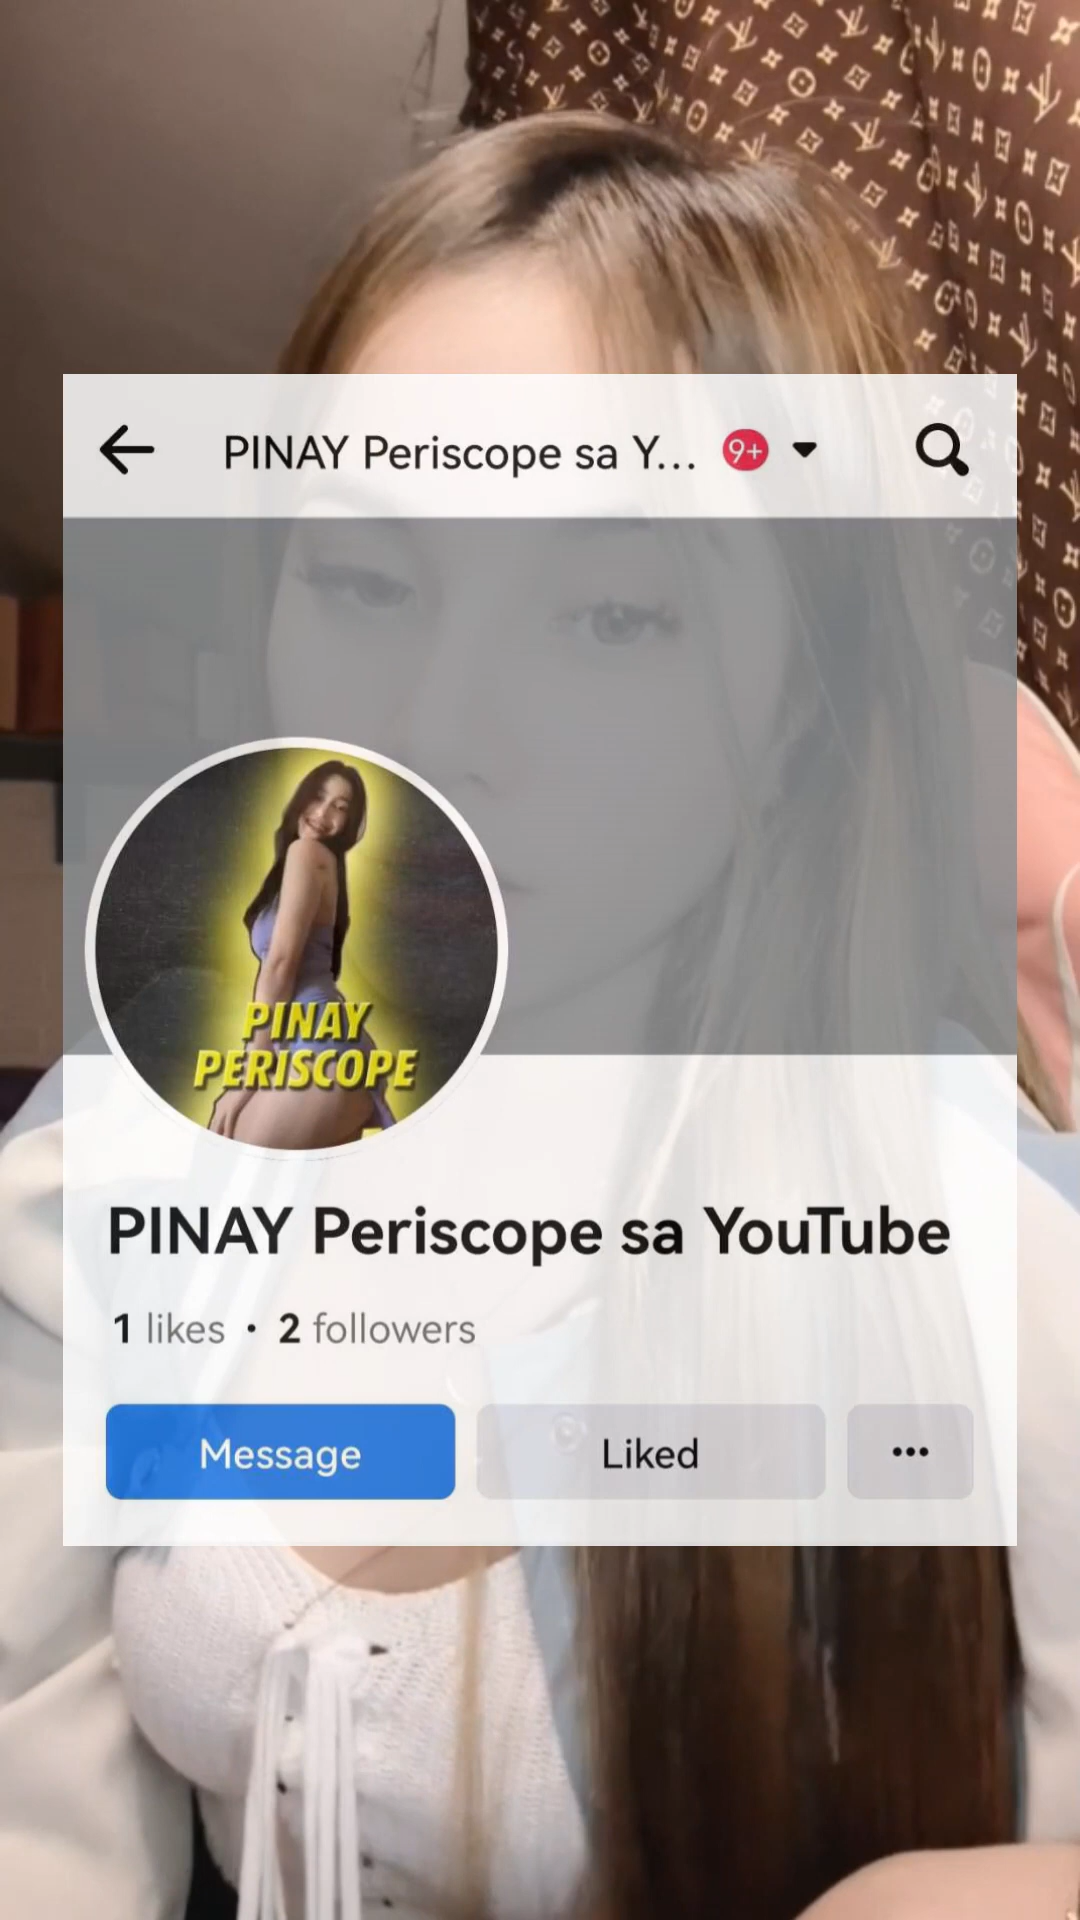 PINAY Periscope sa Y...
9+
PINAY
PERISCOPE
PINAY Periscope sa YouTube
1 likes · 2 followers
Message
Liked